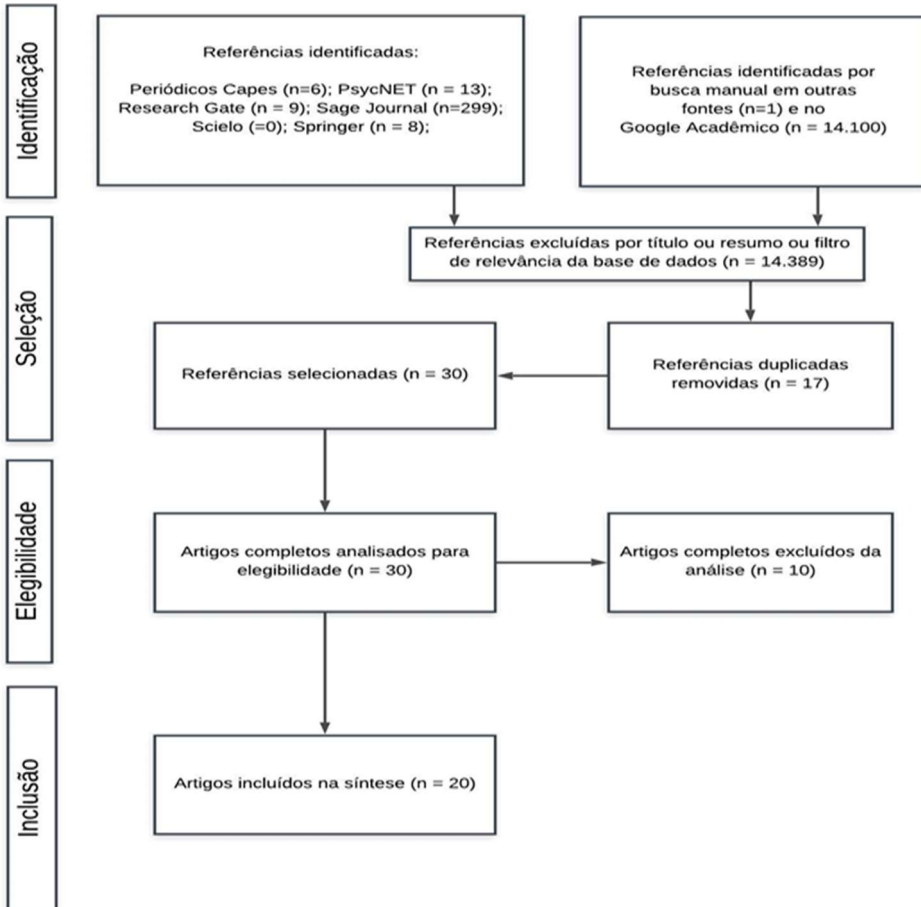 Identificação
Referências identificadas:
Periódicos Capes (n=6); PsycNET (n = 13);
Research Gate (n = 9); Sage Journal (n=299);
Scielo (=0); Springer (n = 8);
Referências identificadas por
busca manual em outras
fontes (n=1) e no
Google Acadêmico (n = 14.100)
Seleção
Referências excluídas por título ou resumo ou filtro
de relevância da base de dados (n = 14.389)
Referências selecionadas (n = 30)
Referências duplicadas
removidas (n = 17)
Elegibilidade
Artigos completos analisados para
elegibilidade (n = 30)
Artigos completos excluídos da
análise (n = 10)
Inclusão
Artigos incluídos na síntese (n = 20)